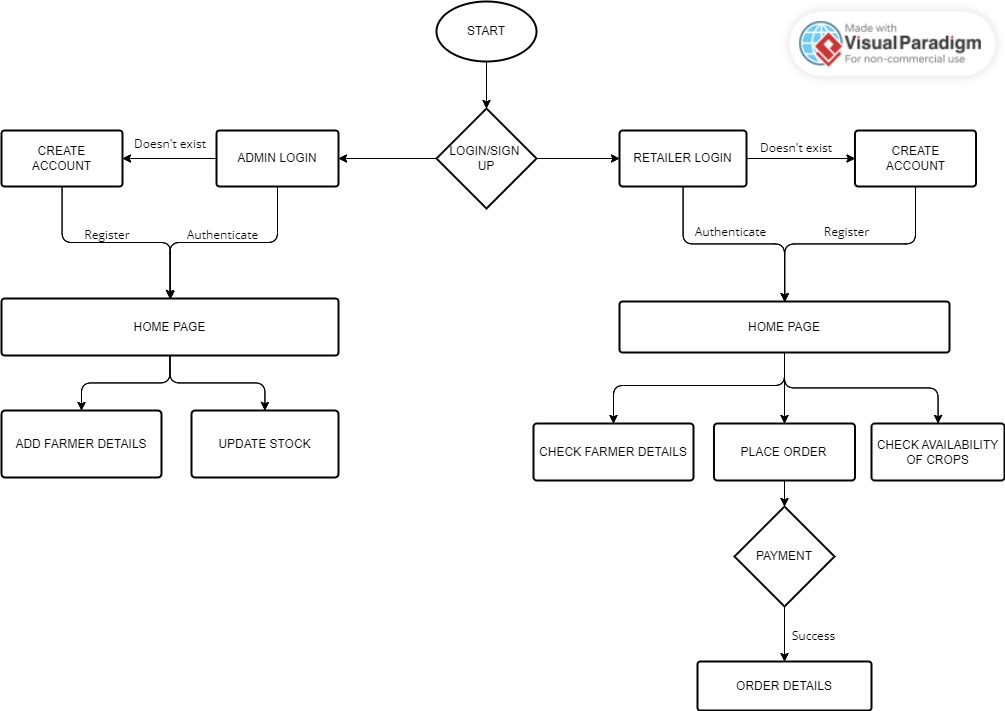 START
Made with
VisualParadigm
For non-commercial use
CREATE
ACCOUNT
Doesn't exist
ADMIN LOGIN
LOGIN/SIGN
UP
RETAILER LOGIN
Doesn't exist
CREATE
ACCOUNT
Register
Authenticate
Authenticate
Register
HOME PAGE
HOME PAGE
ADD FARMER DETAILS
UPDATE STOCK
CHECK FARMER DETAILS
PLACE ORDER
CHECK AVAILABILITY
OF CROPS
PAYMENT
Success
ORDER DETAILS